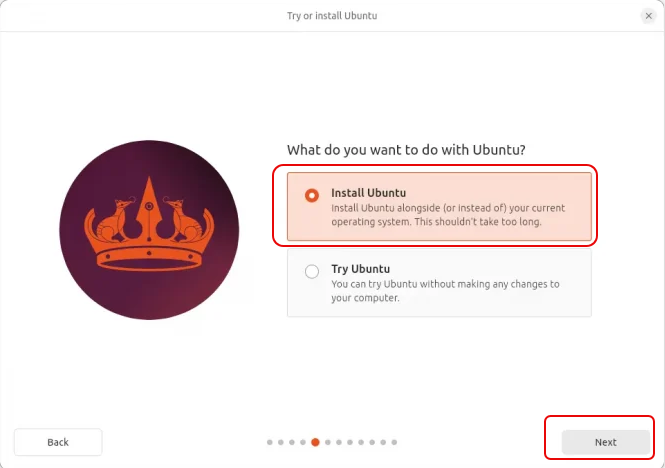 Try or install Ubuntu
What do you want to do with Ubuntu?
Install Ubuntu
Install Ubuntu alongside (or instead of) your current
operating system. This shouldn't take too long.
Try Ubuntu
You can try Ubuntu without making any changes to
your computer.
Back
Next